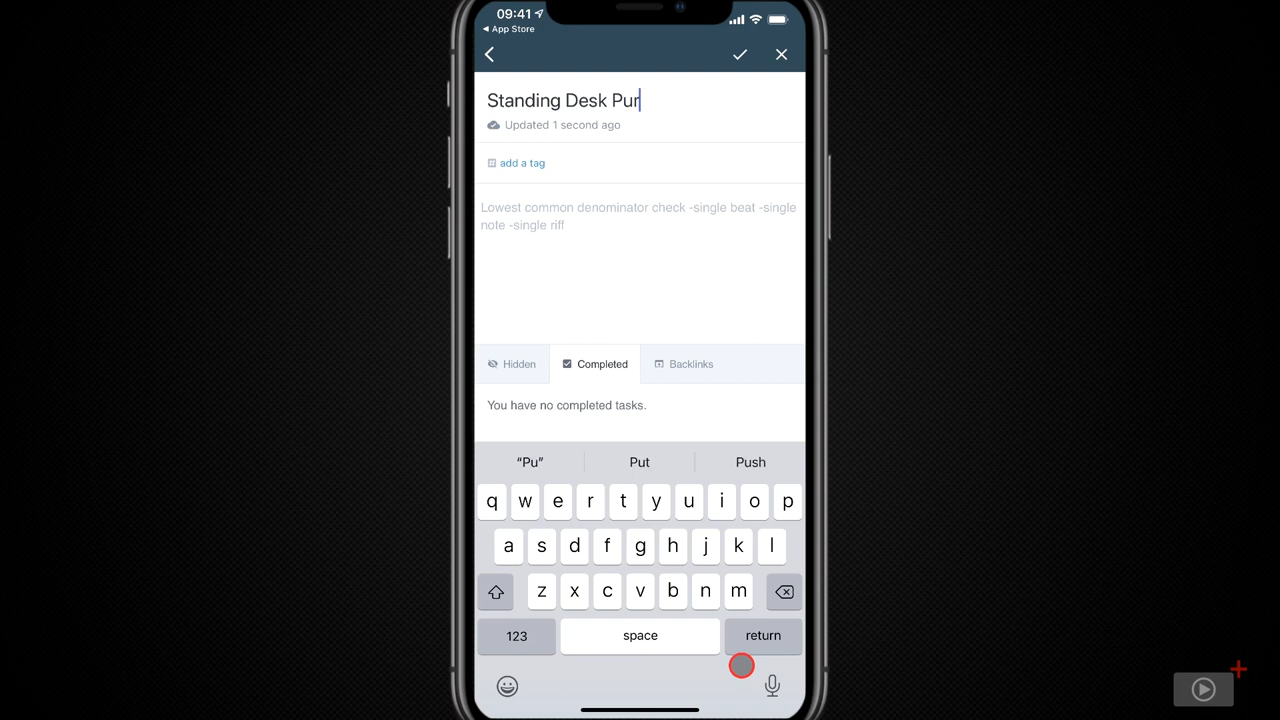 09:41
App Store
Standing Desk Pur
Updated 1 second ago
add a tag
Lowest common denominator check -single beat -single
note -single riff
Hidden Completed Backlinks
You have no completed tasks.
“Pu” Put Push
q w e r t y u i o p
a s d f g h j k l
z x c v b n m
123 space return